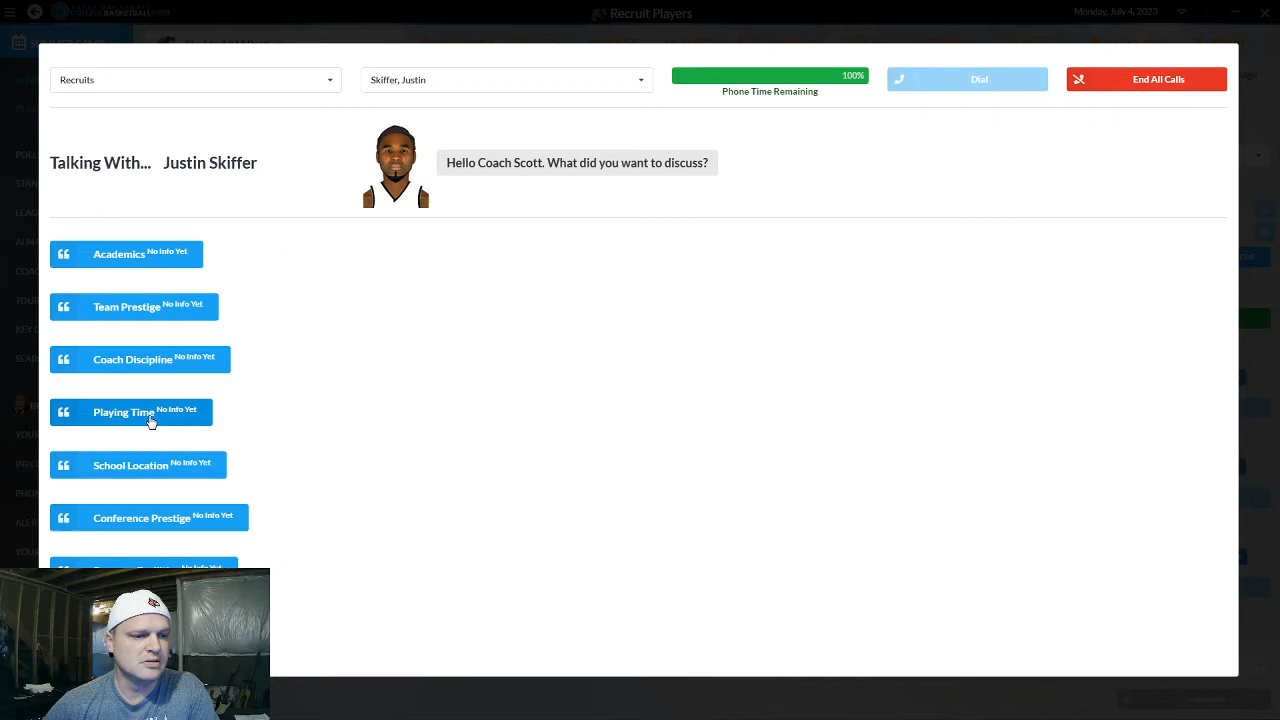 Recruit Players
Monday, July 4, 2023
Recruits
Skiffer, Justin
100%
Phone Time Remaining
Dial
End All Calls
Talking With... Justin Skiffer
Hello Coach Scott. What did you want to discuss?
Academics No Info Yet
Team Prestige No Info Yet
Coach Discipline No Info Yet
Playing Time No Info Yet
School Location No Info Yet
Conference Prestige No Info Yet